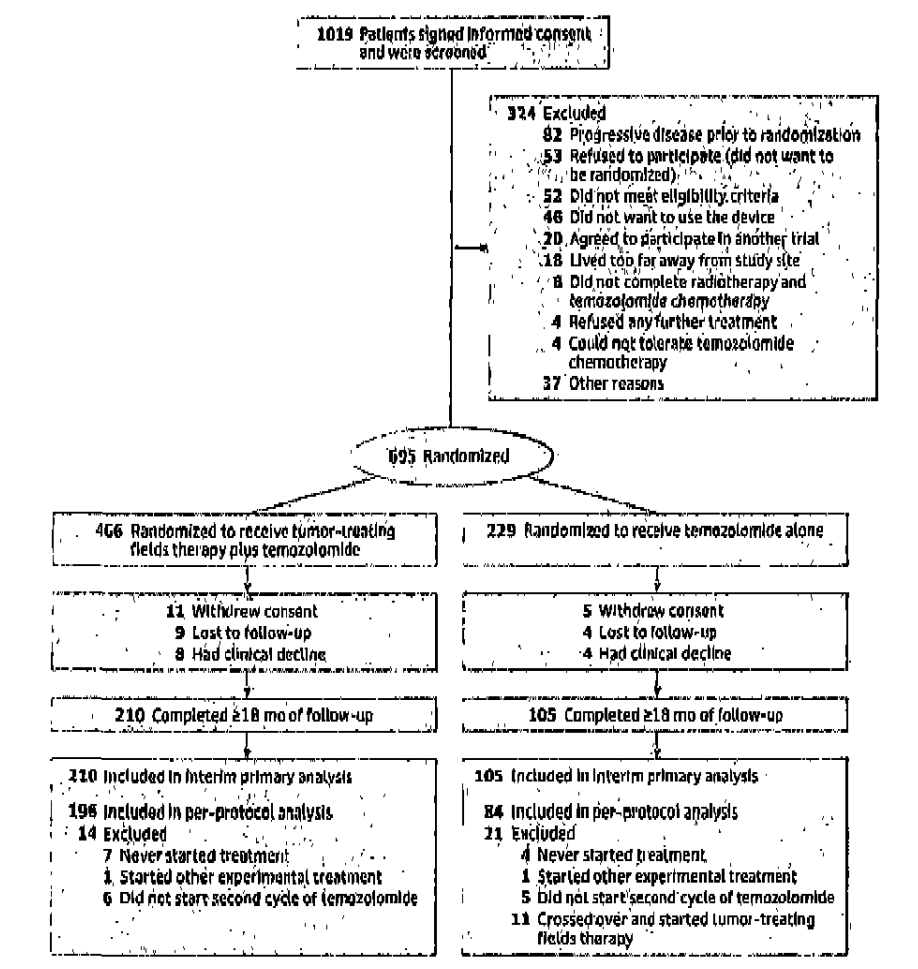 1019 Patients signed informed consent
and were screened
324 Excluded
82 Progressive disease prior to randomization
53 Refused to participate (did not want to
be randomized)
52 Did not meet eligibility criteria
46 Did not want to use the device
20 Agreed to participate in another trial
18 Lived too far away from study site
8 Did not complete radiotherapy and
temozolomide chemotherapy
4 Refused any further treatment
4 Could not tolerate temozolomide
chemotherapy
37 Other reasons
695 Randomized
466 Randomized to receive tumor-treating
fields therapy plus temozolomide
11 Withdrew consent
9 Lost to follow-up
8 Had clinical decline
210 Completed ≥18 mo of follow-up
210 Included in interim primary analysis
196 Included in per-protocol analysis
14 Excluded
7 Never started treatment
1 Started other experimental treatment
6 Did not start second cycle of temozolomide
229 Randomized to receive temozolomide alone
5 Withdrew consent
4 Lost to follow-up
4 Had clinical decline
105 Completed ≥18 mo of follow-up
105 Included in interim primary analysis
84 Included in per-protocol analysis
21 Excluded
4 Never started treatment
1 Started other experimental treatment
5 Did not start second cycle of temozolomide
11 Crossed over and started tumor-treating
fields therapy